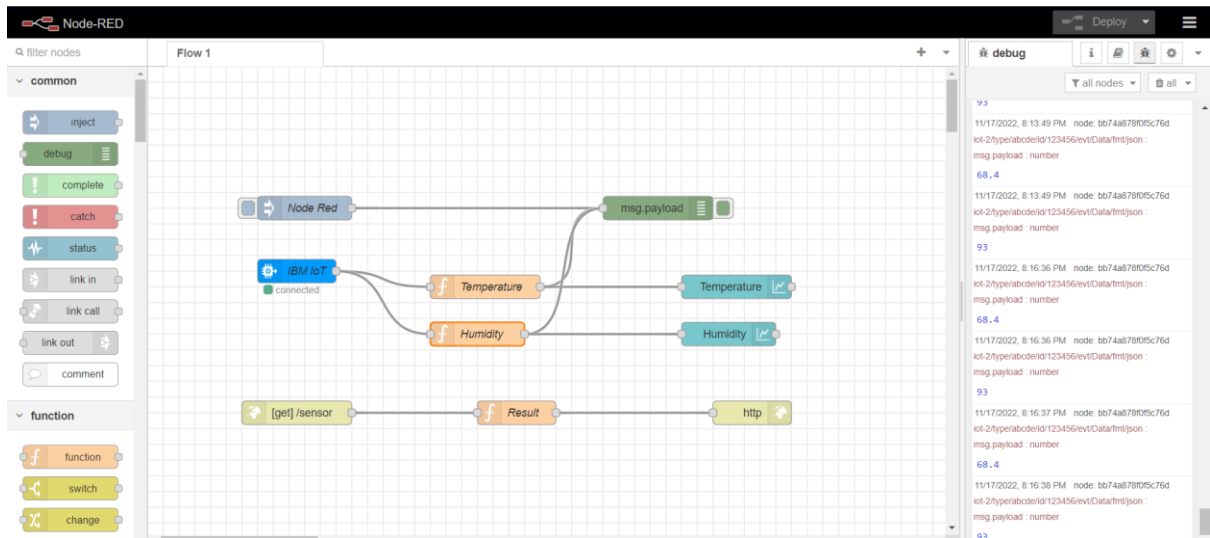 Node-RED
Deploy
filter nodes
Flow 1
debug
i
common
all nodes
all
inject
debug
complete
catch
status
link in
link call
link out
comment
function
function
switch
change
Node Red
msg.payload
IBM IoT
connected
Temperature
Temperature
Humidity
Humidity
[get] /sensor
Result
http
93
11/17/2022, 8:13:49 PM node: bb74a878f0f5c76d
iot-2/type/abcde/id/123456/evt/Data/fmt/json :
msg.payload : number
68.4
11/17/2022, 8:13:49 PM node: bb74a878f0f5c76d
iot-2/type/abcde/id/123456/evt/Data/fmt/json :
msg.payload : number
93
11/17/2022, 8:16:36 PM node: bb74a878f0f5c76d
iot-2/type/abcde/id/123456/evt/Data/fmt/json :
msg.payload : number
68.4
11/17/2022, 8:16:36 PM node: bb74a878f0f5c76d
iot-2/type/abcde/id/123456/evt/Data/fmt/json :
msg.payload : number
93
11/17/2022, 8:16:37 PM node: bb74a878f0f5c76d
iot-2/type/abcde/id/123456/evt/Data/fmt/json :
msg.payload : number
68.4
11/17/2022, 8:16:38 PM node: bb74a878f0f5c76d
iot-2/type/abcde/id/123456/evt/Data/fmt/json :
msg.payload : number
93